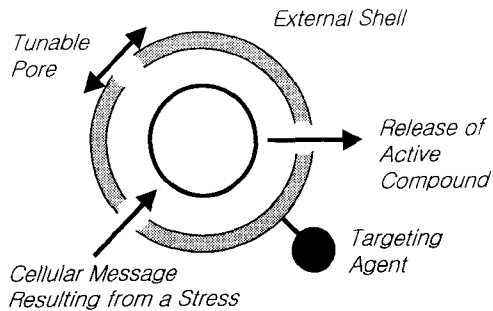 External Shell
Tunable
Pore
Release of
Active
Compound
Targeting
Agent
Cellular Message
Resulting from a Stress